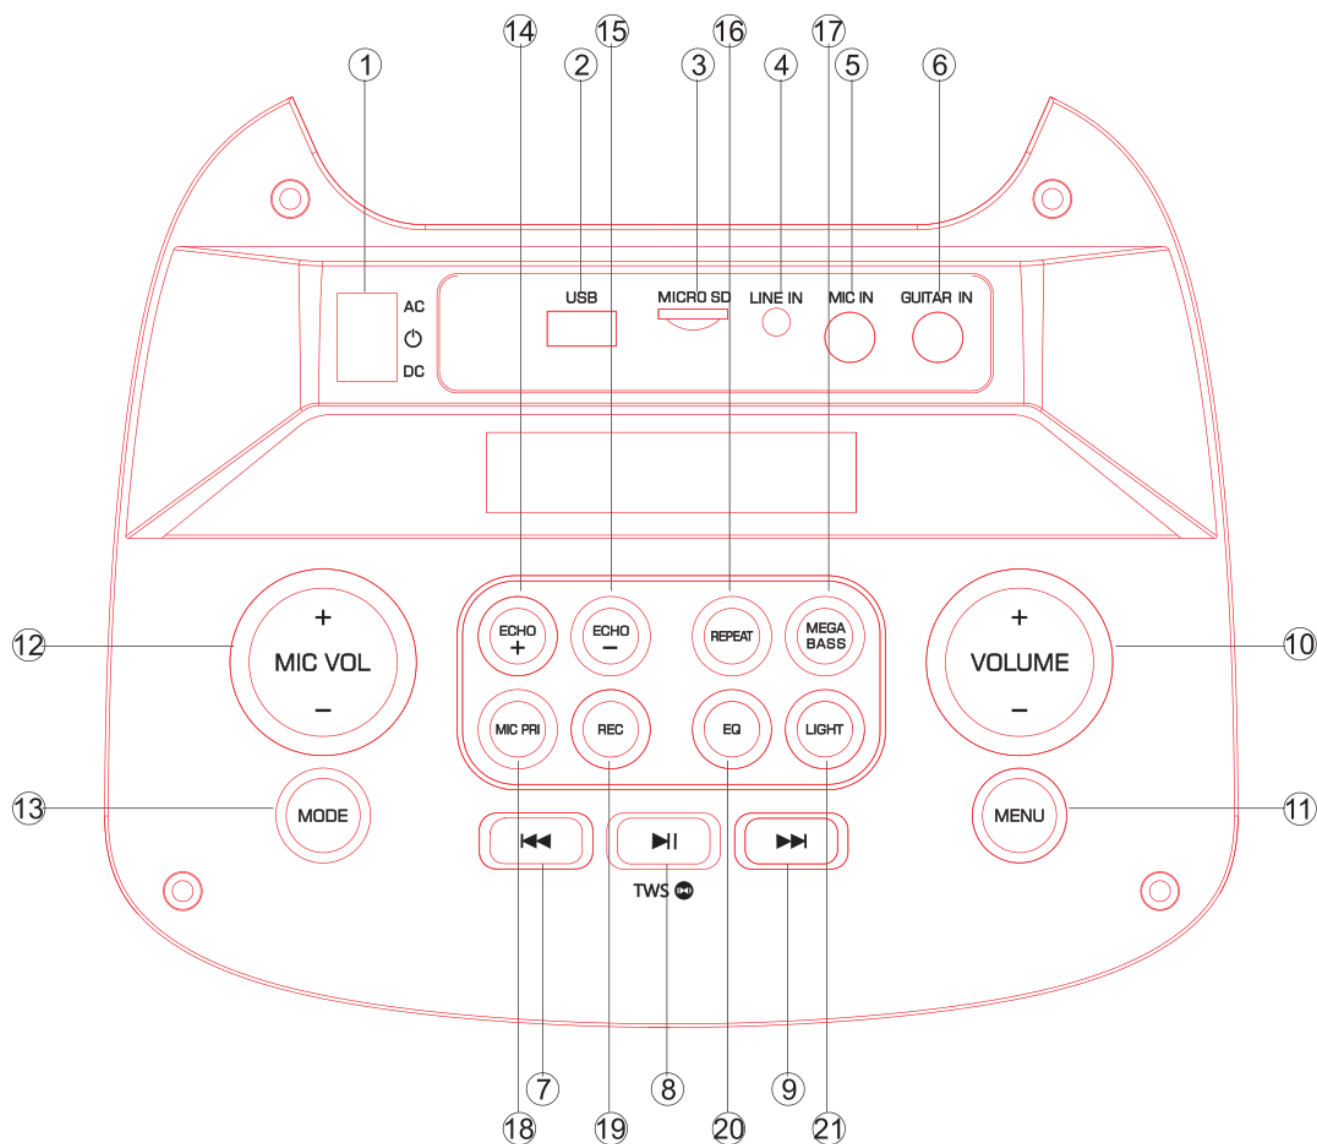 14 15 16 17
1 2 3 4 5 6
USB MICRO SD LINE IN MIC IN GUITAR IN
AC
DC
+ +
ECHO + ECHO − REPEAT MEGA BASS
12 MIC VOL VOLUME 10
− −
MIC PRI REC EQ LIGHT
13 MODE MENU 11
TWS
7 8 9
18 19 20 21